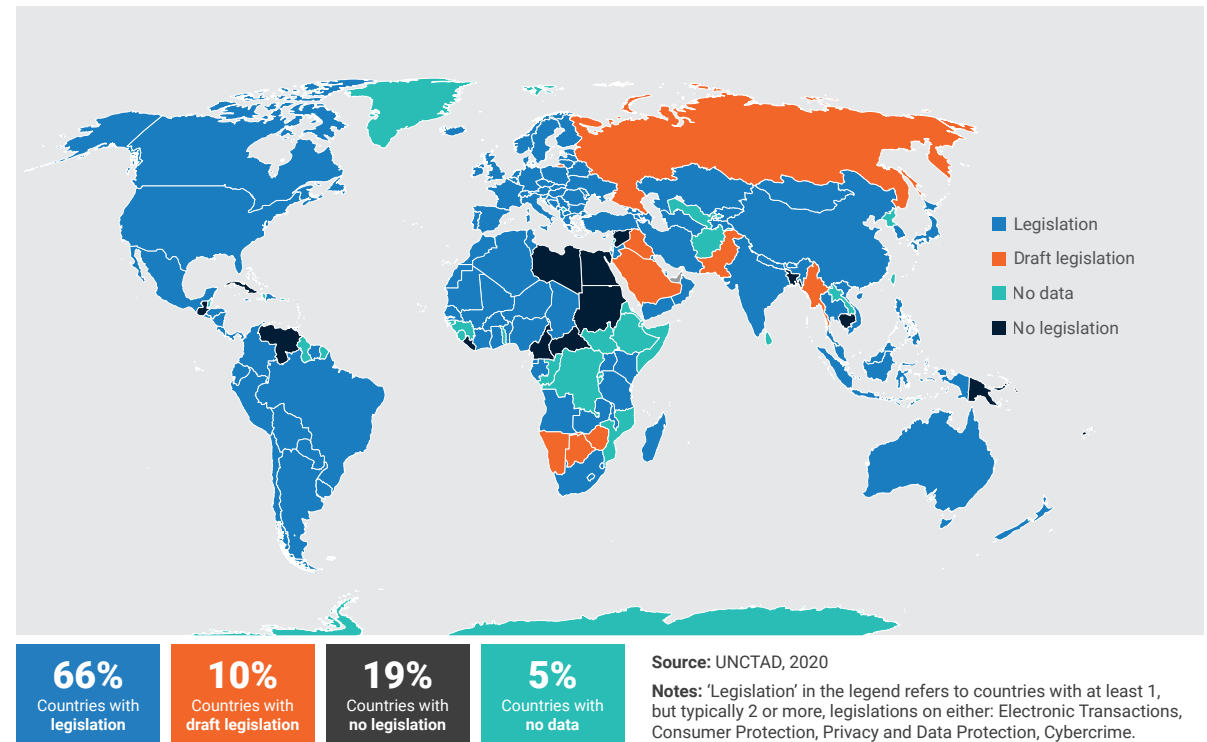 Legislation
Draft legislation
No data
No legislation
66%
Countries with
legislation
10%
Countries with
draft legislation
19%
Countries with
no legislation
5%
Countries with
no data
Source: UNCTAD, 2020
Notes: ‘Legislation’ in the legend refers to countries with at least 1,
but typically 2 or more, legislations on either: Electronic Transactions,
Consumer Protection, Privacy and Data Protection, Cybercrime.